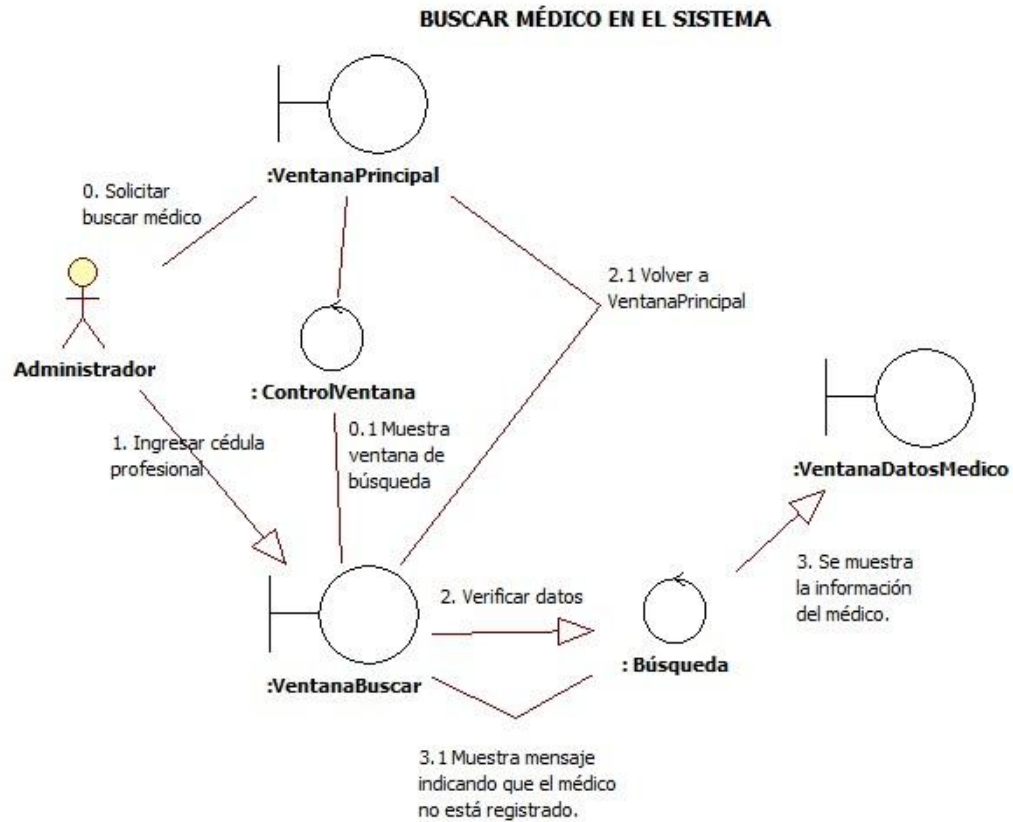 BUSCAR MÉDICO EN EL SISTEMA
:VentanaPrincipal
0. Solicitar
buscar médico
2.1 Volver a
VentanaPrincipal
Administrador
: ControlVentana
1. Ingresar cédula
profesional
0.1 Muestra
ventana de
búsqueda
:VentanaDatosMedico
2. Verificar datos
3. Se muestra
la información
del médico.
: Búsqueda
:VentanaBuscar
3.1 Muestra mensaje
indicando que el médico
no está registrado.